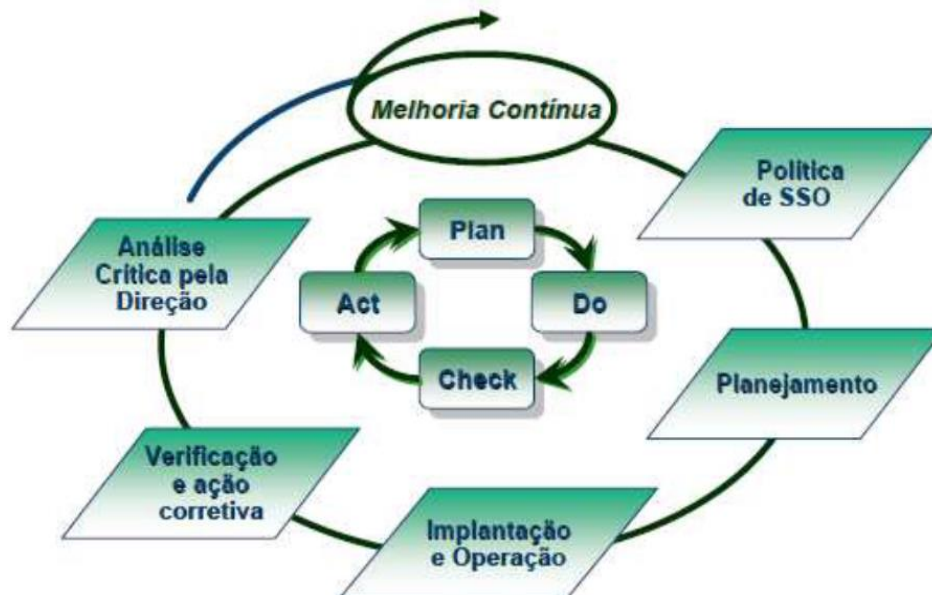 Melhoria Contínua
Política
de SSO
Planejamento
Implantação
e Operação
Verificação
e ação
corretiva
Análise
Crítica pela
Direção
Plan
Do
Check
Act